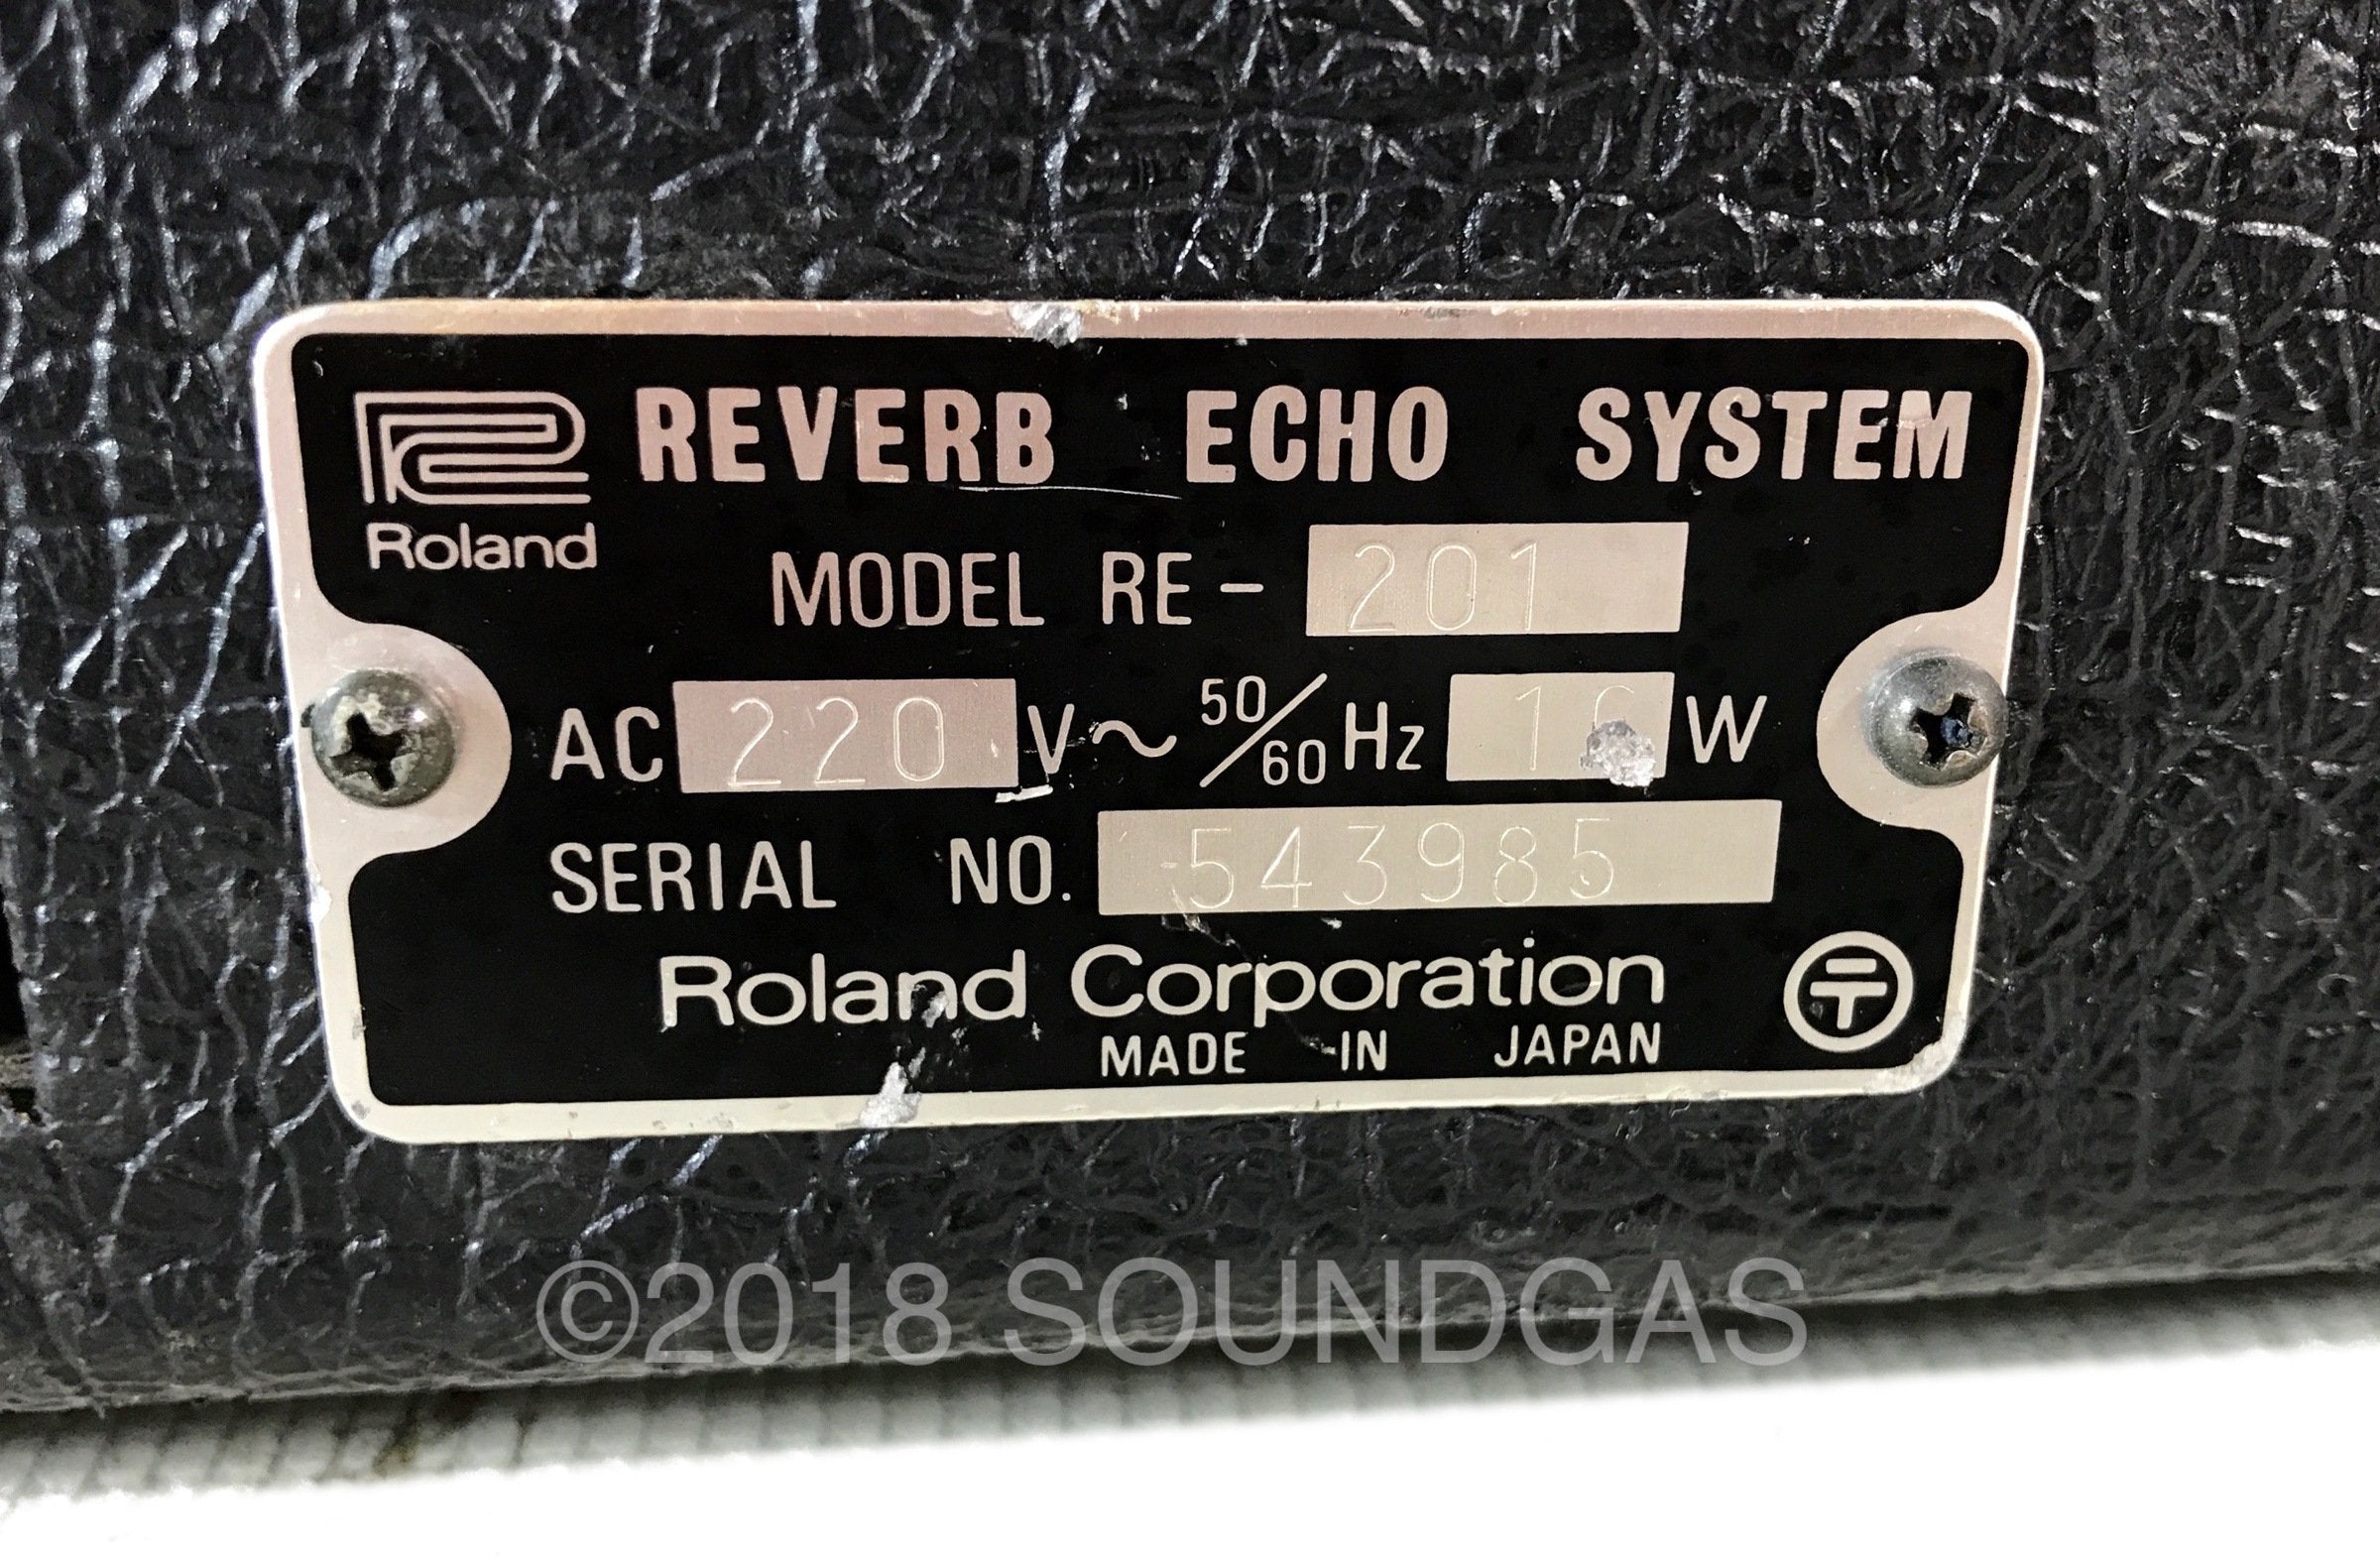 Roland
REVERB ECHO SYSTEM
MODEL RE-201
AC 220 V~ 50/60 Hz W
SERIAL NO. 543985
Roland Corporation
MADE IN JAPAN
©2018 SOUNDGAS